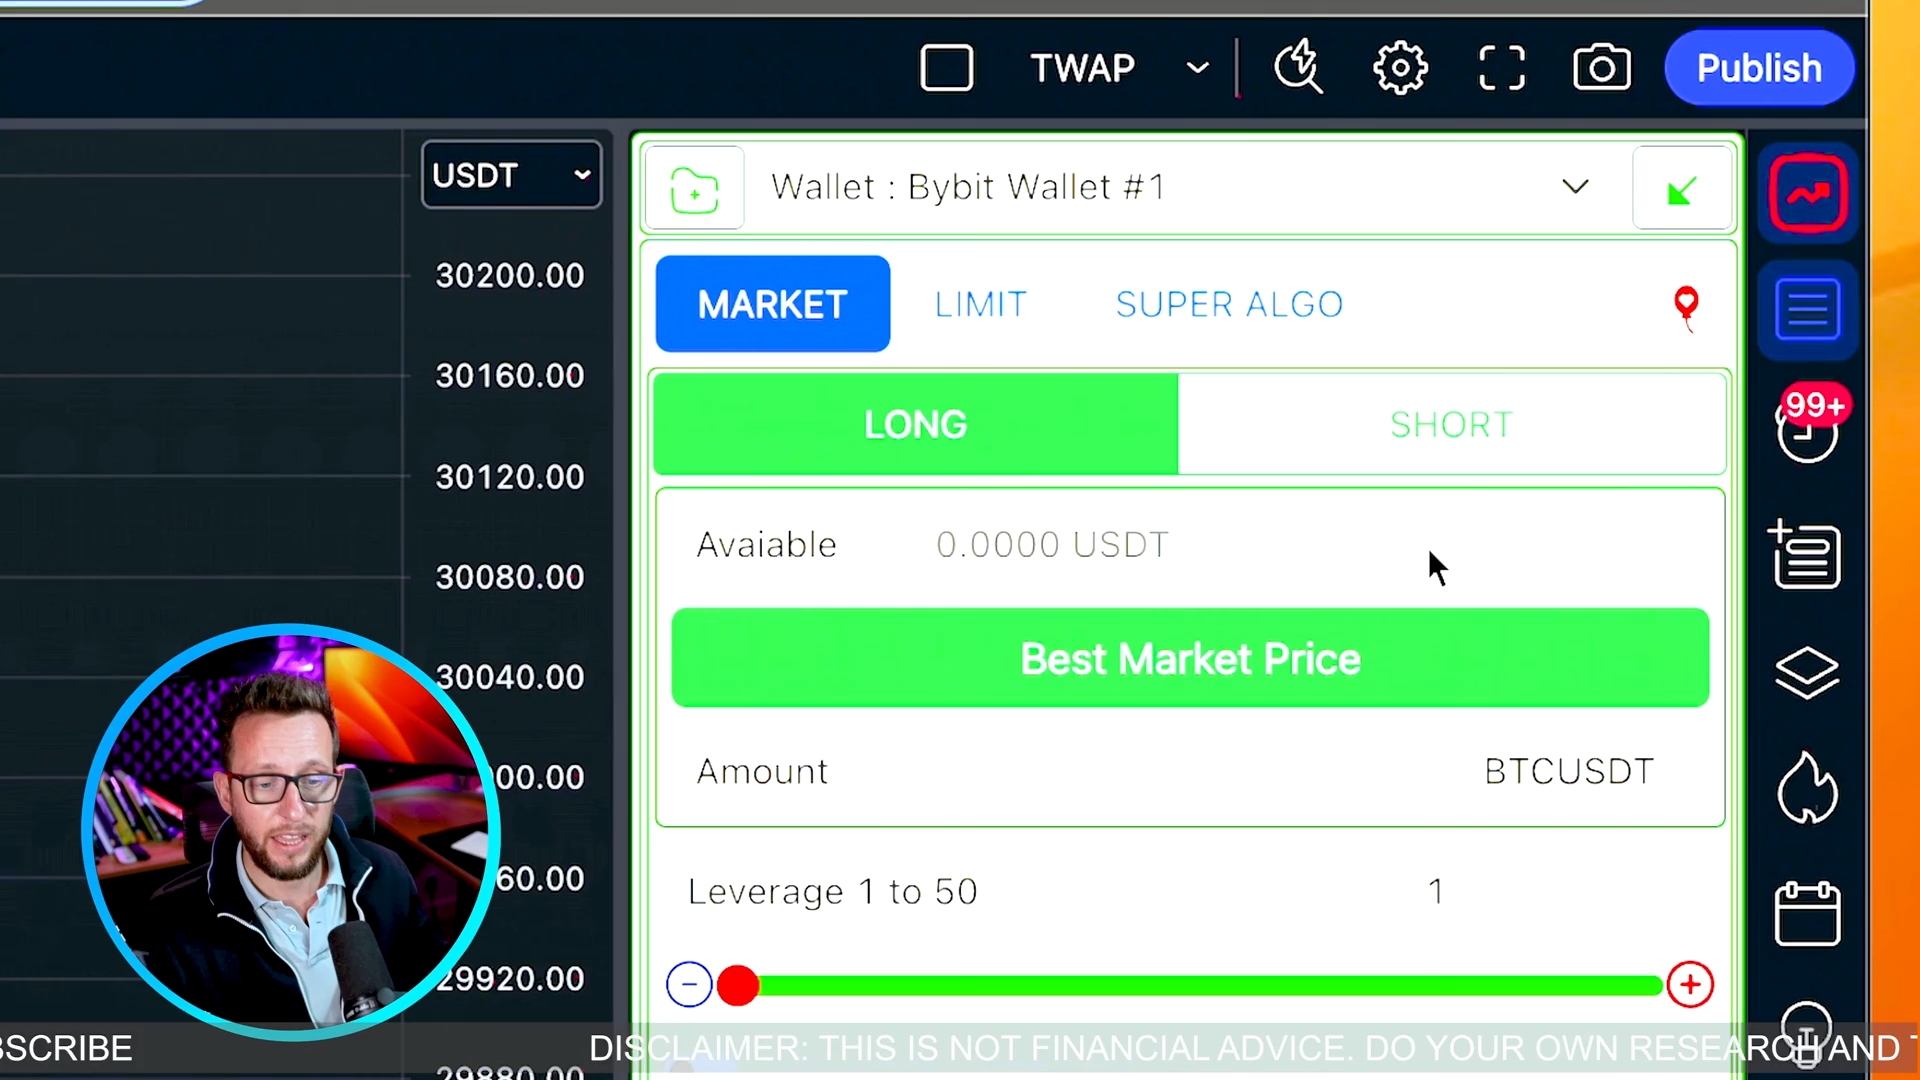 TWAP
Publish
USDT
30200.00
30160.00
30120.00
30080.00
30040.00
00.00
60.00
29920.00
29880.00
Wallet : Bybit Wallet #1
MARKET LIMIT SUPER ALGO
LONG SHORT
99+
Avaiable 0.0000 USDT
Best Market Price
Amount BTCUSDT
Leverage 1 to 50 1
BSCRIBE DISCLAIMER: THIS IS NOT FINANCIAL ADVICE. DO YOUR OWN RESEARCH AND